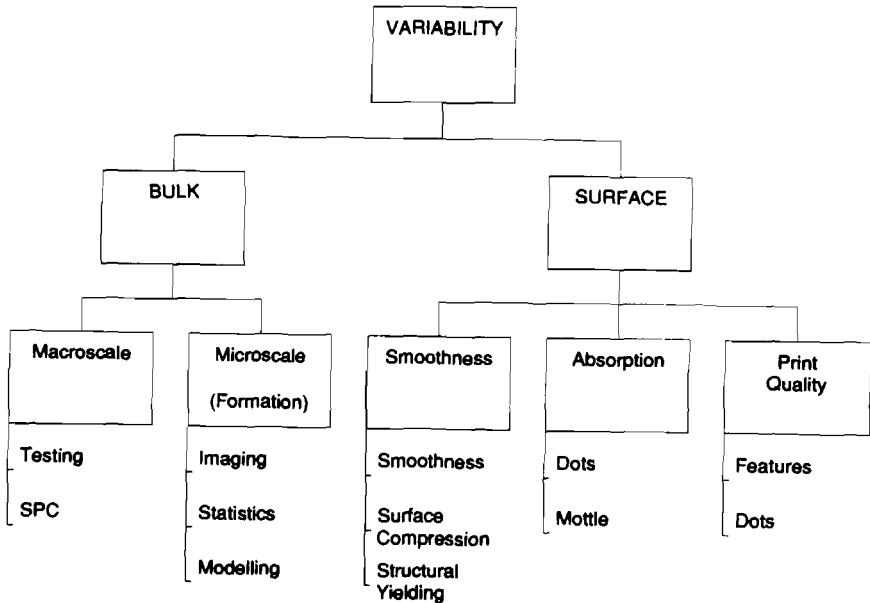 VARIABILITY
BULK
SURFACE
Macroscale
Microscale
(Formation)
Smoothness
Absorption
Print
Quality
Testing
SPC
Imaging
Statistics
Modelling
Smoothness
Surface
Compression
Structural
Yielding
Dots
Mottle
Features
Dots